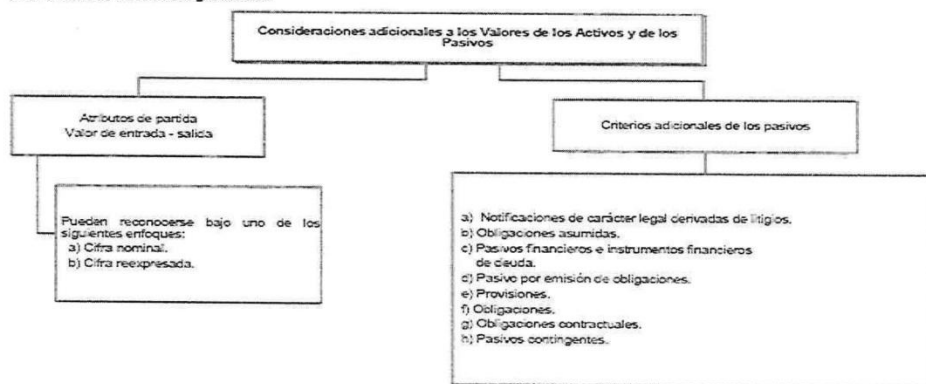 Consideraciones adicionales a los Valores de los Activos y de los
Pasivos
Atributos de partida
Valor de entrada - salida
Criterios adicionales de los pasivos
Pueden reconocerse bajo uno de los
siguientes enfoques:
a) Cifra nominal.
b) Cifra reexpresada.
a) Notificaciones de carácter legal derivadas de litigios.
b) Obligaciones asumidas.
c) Pasivos financieros e instrumentos financieros
de deuda.
d) Pasivo por emisión de obligaciones.
e) Provisiones.
f) Obligaciones.
g) Obligaciones contractuales.
h) Pasivos contingentes.